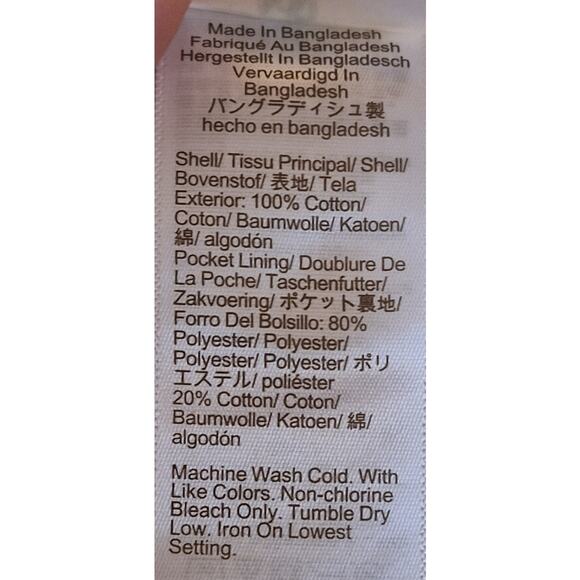 Made In Bangladesh
Fabriqué Au Bangladesh
Hergestellt In Bangladesch
Vervaardigd In
Bangladesh
バングラディシュ製
hecho en bangladesh
Shell/ Tissu Principal/ Shell/
Bovenstof/ 表地/ Tela
Exterior: 100% Cotton/
Coton/ Baumwolle/ Katoen/
綿/ algodón
Pocket Lining/ Doublure De
La Poche/ Taschenfutter/
Zakvoering/ ポケット裏地/
Forro Del Bolsillo: 80%
Polyester/ Polyester/
Polyester/ Polyester/ ポリ
エステル/ poliéster
20% Cotton/ Coton/
Baumwolle/ Katoen/ 綿/
algodón
Machine Wash Cold. With
Like Colors. Non-chlorine
Bleach Only. Tumble Dry
Low. Iron On Lowest
Setting.